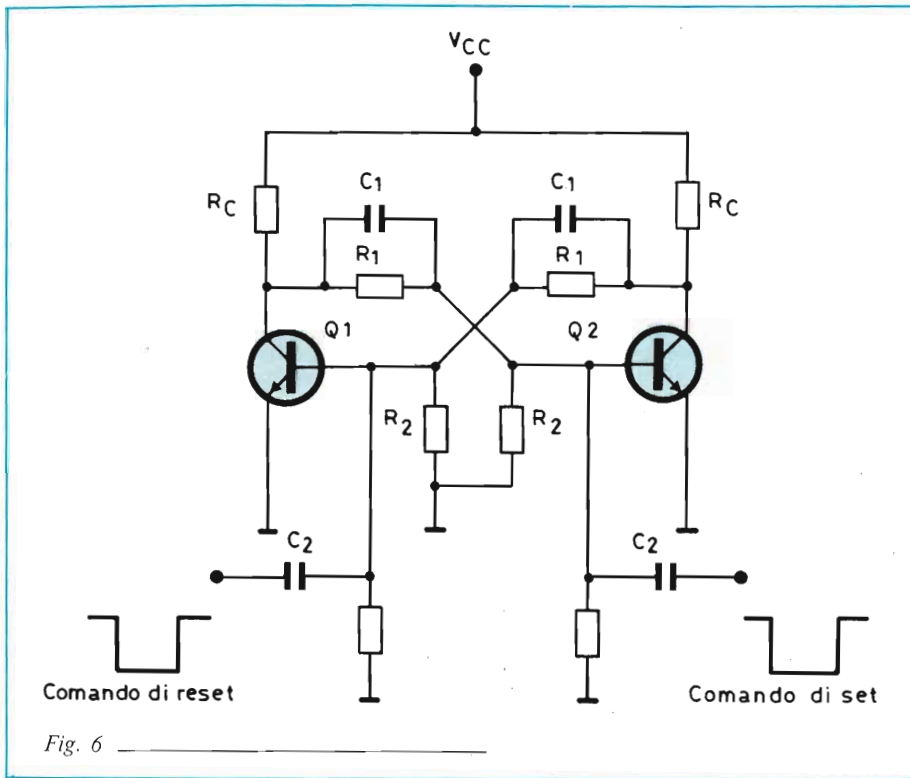 VCC
RC
C1
C1
RC
R1
R1
Q1
Q2
R2
R2
C2
C2
Comando di reset
Comando di set
Fig. 6